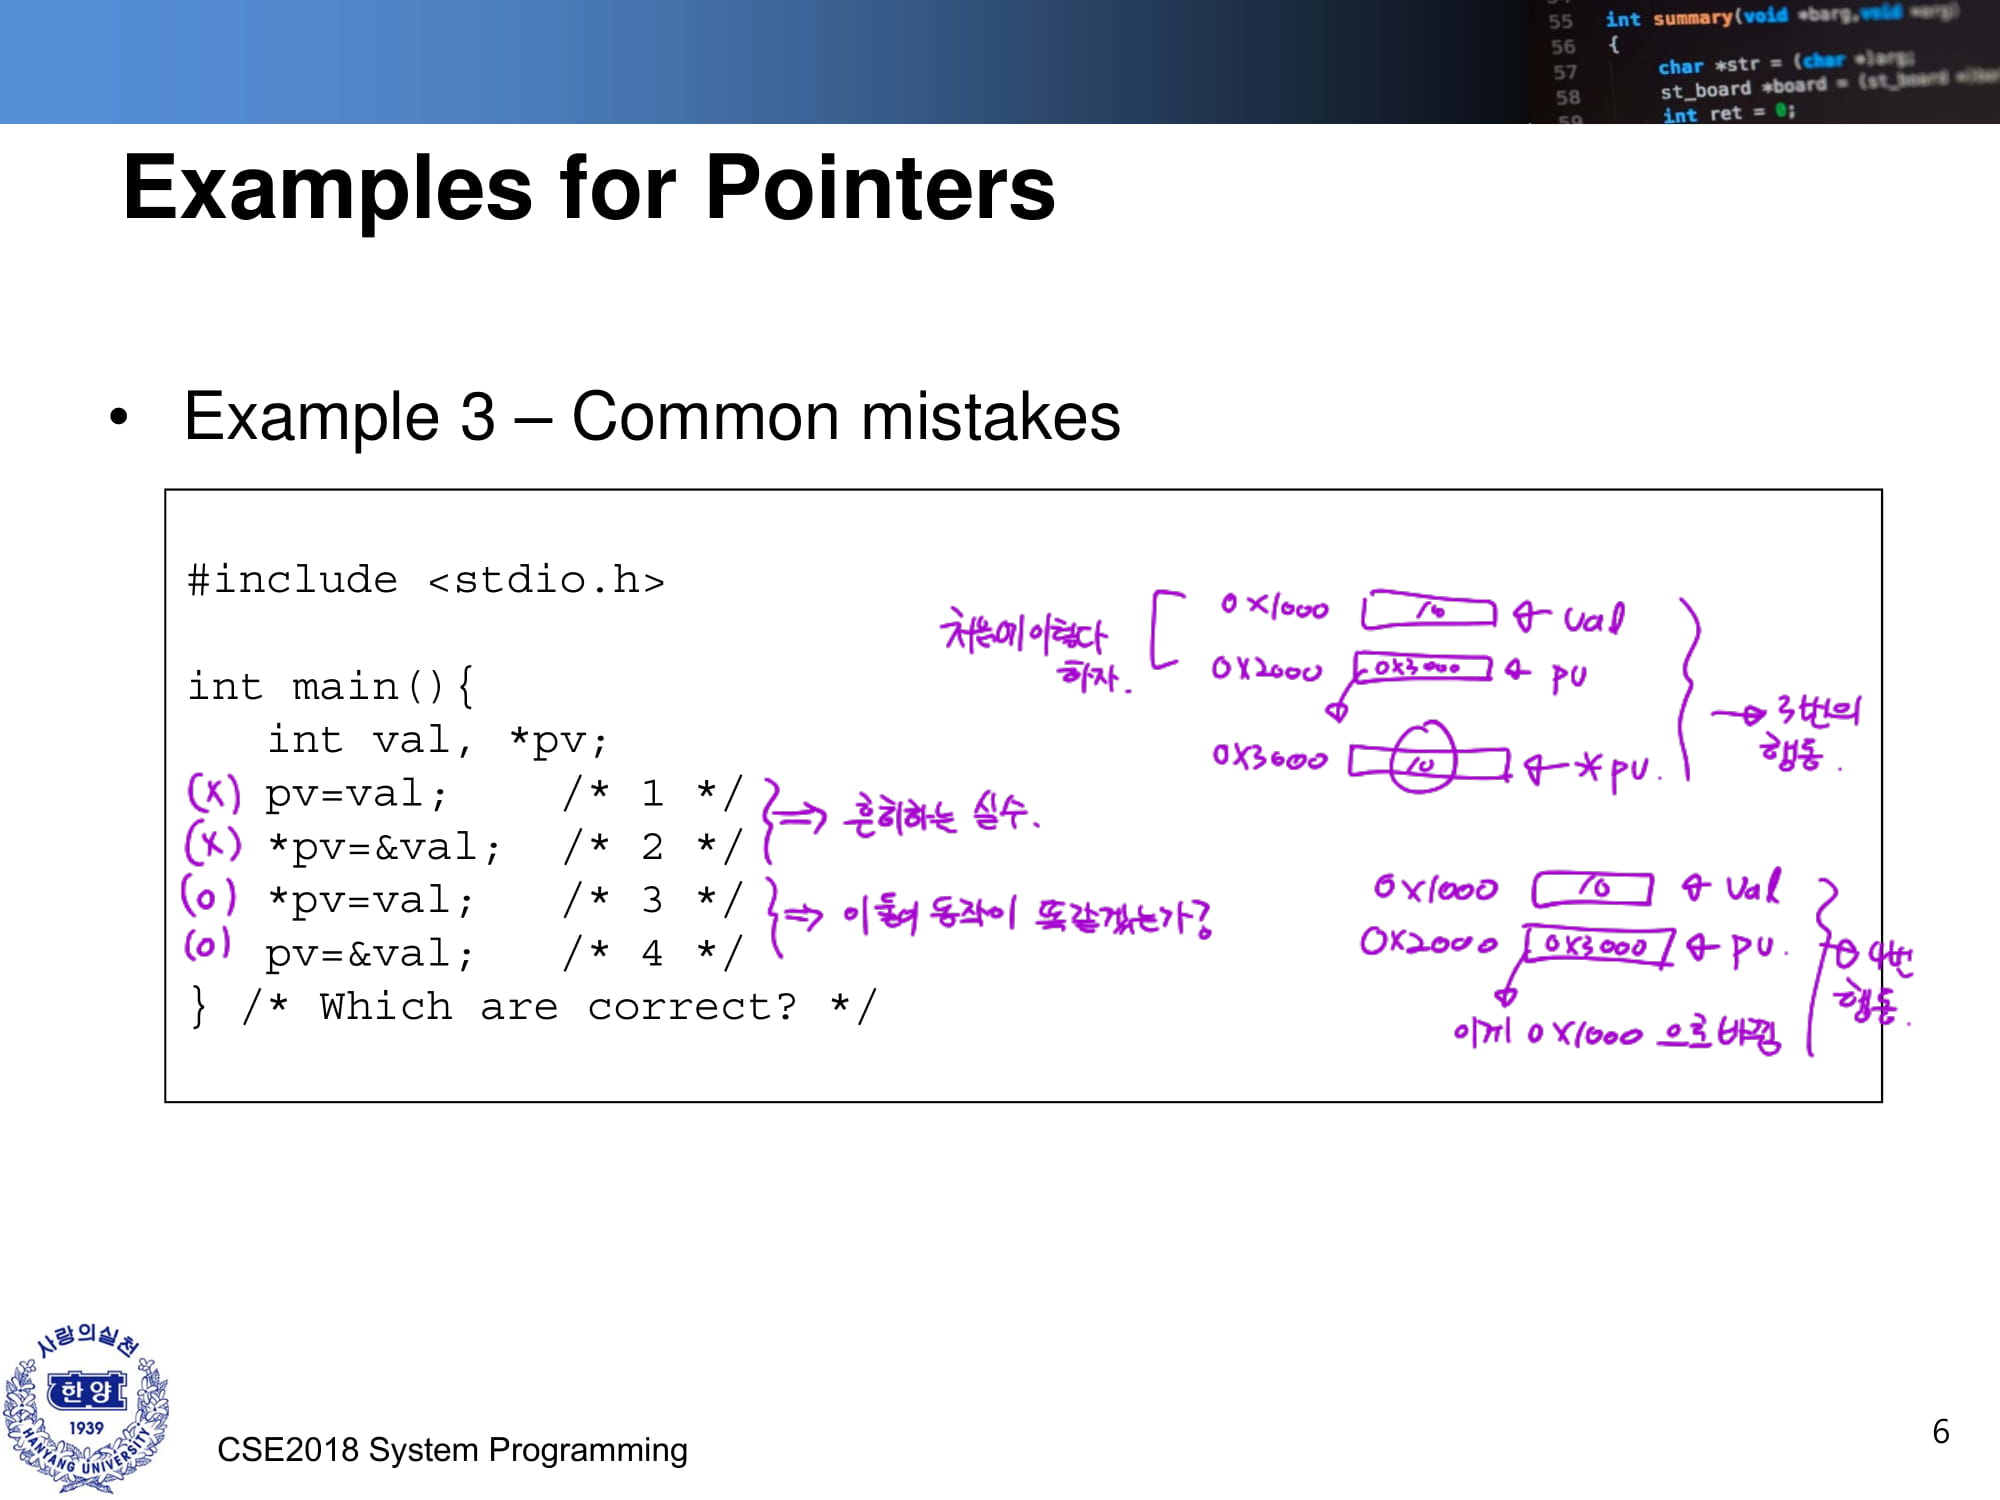 55 int summary(void *barg,void *arg)
56 {
57 char *str = (char *)arg;
58 st_board *board = (st_board *)
59 int ret = 0;
Examples for Pointers
• Example 3 – Common mistakes
#include <stdio.h>
int main(){
int val, *pv;
(X) pv=val; /* 1 */
(X) *pv=&val; /* 2 */
⇒ 흔히하는 실수.
(O) *pv=val; /* 3 */
(O) pv=&val; /* 4 */
⇒ 이들의 동작이 똑같겠는가?
} /* Which are correct? */
처음에 이렇다
하자.
0x1000 10 ← val
0x2000 0x3000 ← pv
0x3000 10 ← *pv.
→ 3번의
행동.
0x1000 10 ← val
0x2000 0x3000 ← pv.
이게 0x1000 으로 바뀜
→ 4번
행동.
사랑의실천
한양
1939
HANYANG UNIVERSITY
CSE2018 System Programming
6